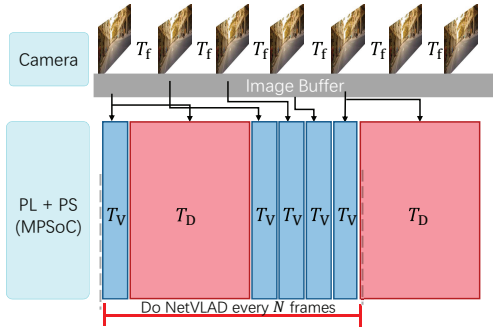 Camera
T_f T_f T_f T_f T_f T_f
Image Buffer
PL + PS
(MPSoC)
T_V T_D T_V T_V T_V T_V T_D
Do NetVLAD every N frames